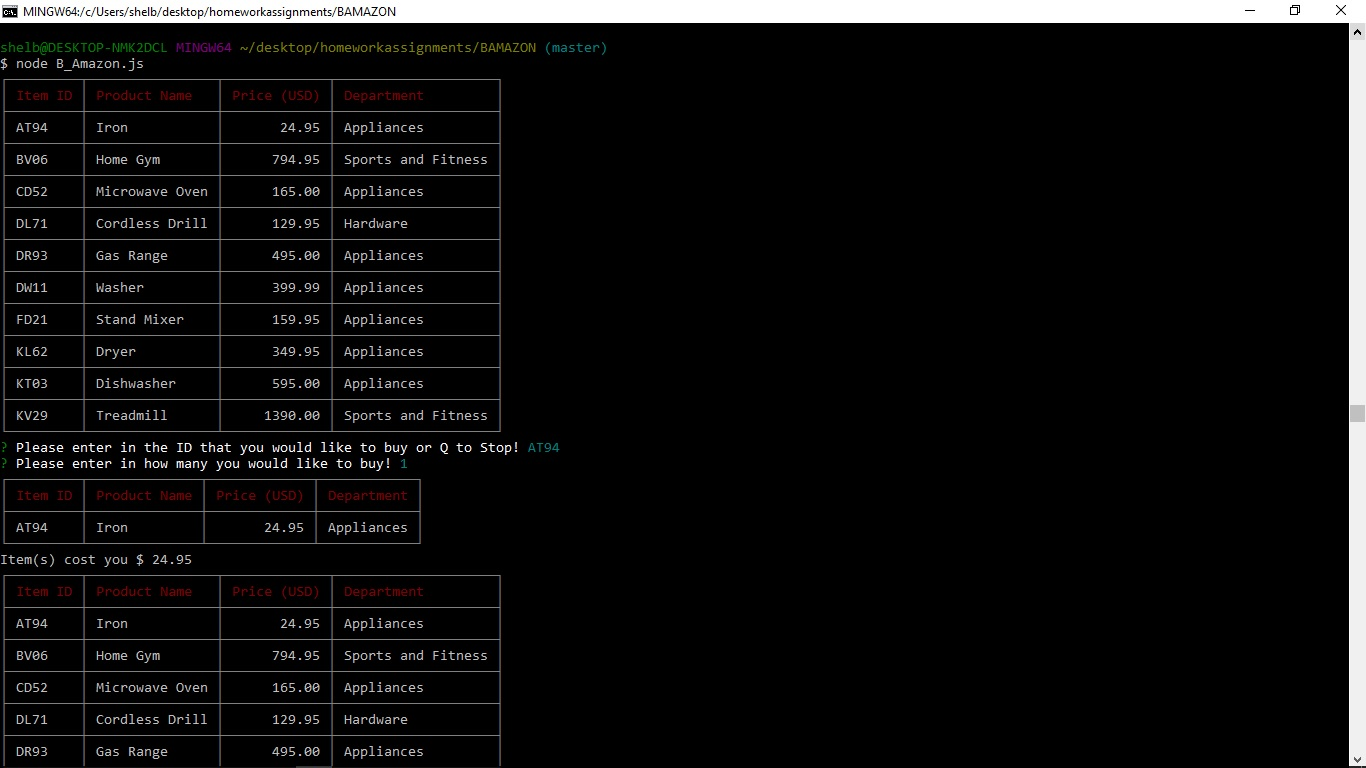 MINGW64:/c/Users/shelb/desktop/homeworkassignments/BAMAZON
shelb@DESKTOP-NMK2DCL MINGW64 ~/desktop/homeworkassignments/BAMAZON (master)
$ node B_Amazon.js
Item ID Product Name Price (USD) Department
AT94 Iron 24.95 Appliances
BV06 Home Gym 794.95 Sports and Fitness
CD52 Microwave Oven 165.00 Appliances
DL71 Cordless Drill 129.95 Hardware
DR93 Gas Range 495.00 Appliances
DW11 Washer 399.99 Appliances
FD21 Stand Mixer 159.95 Appliances
KL62 Dryer 349.95 Appliances
KT03 Dishwasher 595.00 Appliances
KV29 Treadmill 1390.00 Sports and Fitness
? Please enter in the ID that you would like to buy or Q to Stop! AT94
? Please enter in how many you would like to buy! 1
Item ID Product Name Price (USD) Department
AT94 Iron 24.95 Appliances
Item(s) cost you $ 24.95
Item ID Product Name Price (USD) Department
AT94 Iron 24.95 Appliances
BV06 Home Gym 794.95 Sports and Fitness
CD52 Microwave Oven 165.00 Appliances
DL71 Cordless Drill 129.95 Hardware
DR93 Gas Range 495.00 Appliances